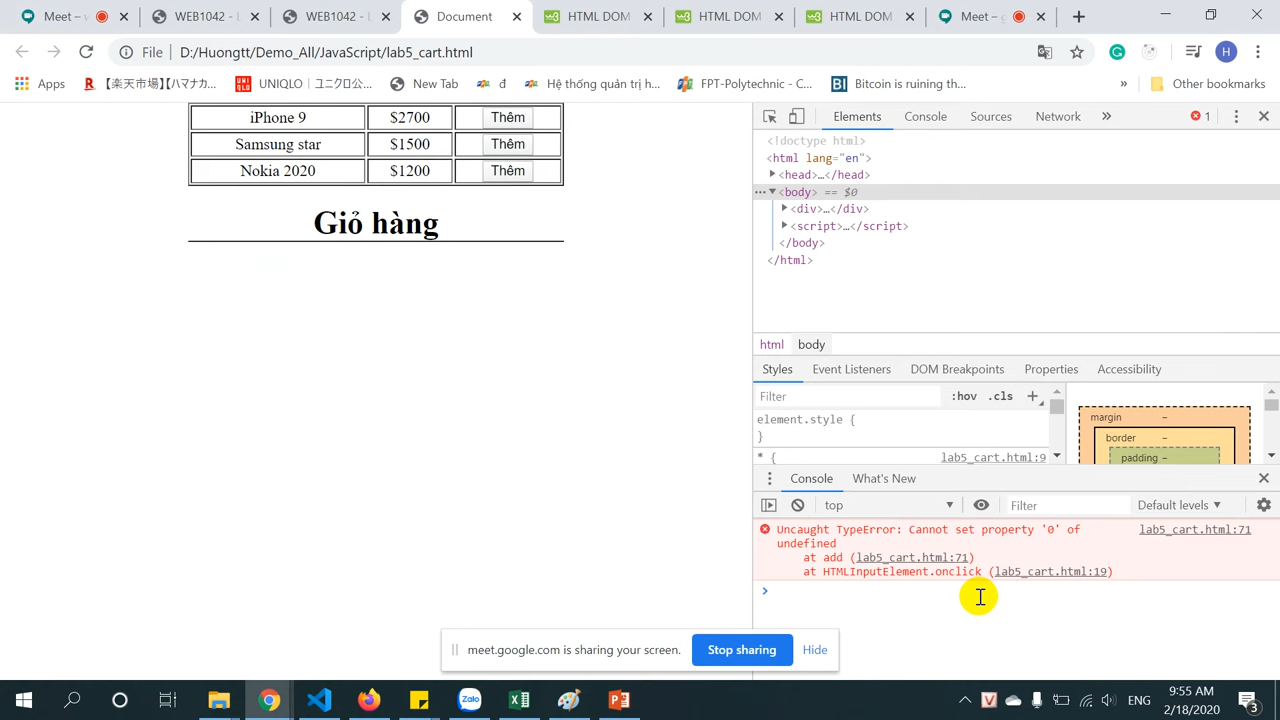 Meet – v
WEB1042 - L
WEB1042 - L
Document
HTML DOM
HTML DOM
HTML DOM
Meet – g
File
D:/Huongtt/Demo_All/JavaScript/lab5_cart.html
H
Apps
【楽天市場】【ハマナカ...
UNIQLO | ユニクロ公...
New Tab
đ
Hệ thống quản trị h...
FPT-Polytechnic - C...
Bitcoin is ruining th...
»
Other bookmarks
iPhone 9 $2700 Thêm
Samsung star $1500 Thêm
Nokia 2020 $1200 Thêm
Giỏ hàng
Elements Console Sources Network » 1
<!doctype html>
<html lang="en">
<head>…</head>
<body> == $0
<div>…</div>
<script>…</script>
</body>
</html>
html body
Styles Event Listeners DOM Breakpoints Properties Accessibility
Filter :hov .cls +
element.style {
}
* { lab5_cart.html:9
margin –
border –
padding –
Console What's New
top Filter Default levels
Uncaught TypeError: Cannot set property '0' of lab5_cart.html:71
undefined
at add (lab5_cart.html:71)
at HTMLInputElement.onclick (lab5_cart.html:19)
meet.google.com is sharing your screen. Stop sharing Hide
Zalo
ENG
9:55 AM
2/18/2020
3